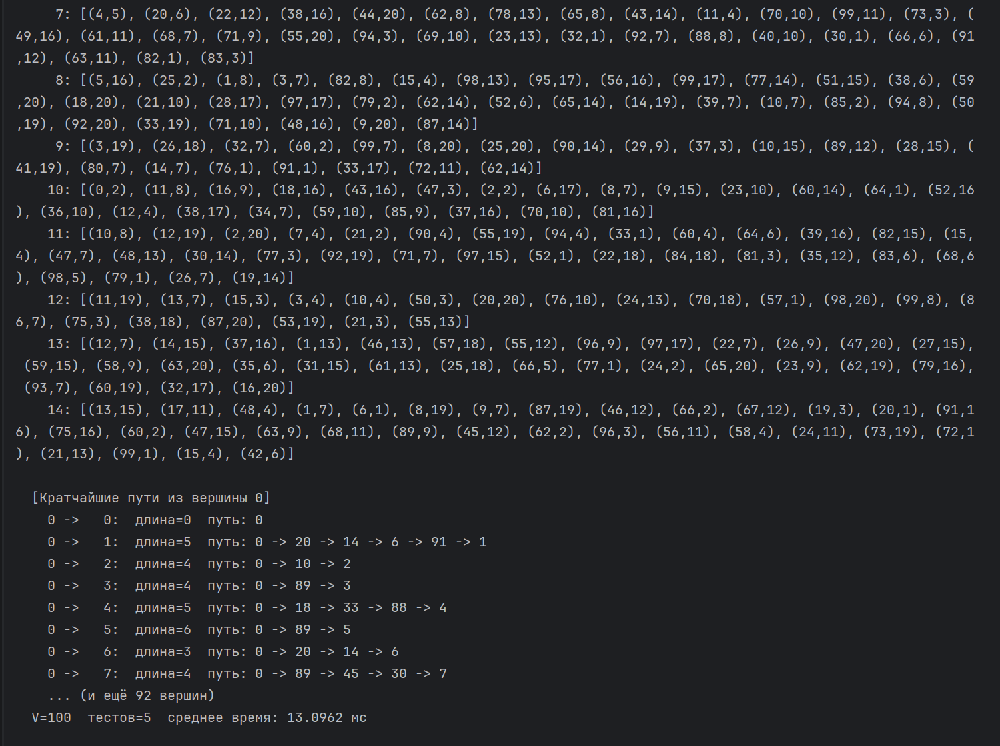 7: [(4,5), (20,6), (22,12), (38,16), (44,20), (62,8), (78,13), (65,8), (43,14), (11,4), (70,10), (99,11), (73,3), (
49,16), (61,11), (68,7), (71,9), (55,20), (94,3), (69,10), (23,13), (32,1), (92,7), (88,8), (40,10), (30,1), (66,6), (91
,12), (63,11), (82,1), (83,3)]
8: [(5,16), (25,2), (1,8), (3,7), (82,8), (15,4), (98,13), (95,17), (56,16), (99,17), (77,14), (51,15), (38,6), (59
,20), (18,20), (21,10), (28,17), (97,17), (79,2), (62,14), (52,6), (65,14), (14,19), (39,7), (10,7), (85,2), (94,8), (50
,19), (92,20), (33,19), (71,10), (48,16), (9,20), (87,14)]
9: [(3,19), (26,18), (32,7), (60,2), (99,7), (8,20), (25,20), (90,14), (29,9), (37,3), (10,15), (89,12), (28,15), (
41,19), (80,7), (14,7), (76,1), (91,1), (33,17), (72,11), (62,14)]
10: [(0,2), (11,8), (16,9), (18,16), (43,16), (47,3), (2,2), (6,17), (8,7), (9,15), (23,10), (60,14), (64,1), (52,16
), (36,10), (12,4), (38,17), (34,7), (59,10), (85,9), (37,16), (70,10), (81,16)]
11: [(10,8), (12,19), (2,20), (7,4), (21,2), (90,4), (55,19), (94,4), (33,1), (60,4), (64,6), (39,16), (82,15), (15,
4), (47,7), (48,13), (30,14), (77,3), (92,19), (71,7), (97,15), (52,1), (22,18), (84,18), (81,3), (35,12), (83,6), (68,6
), (98,5), (79,1), (26,7), (19,14)]
12: [(11,19), (13,7), (15,3), (3,4), (10,4), (50,3), (20,20), (76,10), (24,13), (70,18), (57,1), (98,20), (99,8), (8
6,7), (75,3), (38,18), (87,20), (53,19), (21,3), (55,13)]
13: [(12,7), (14,15), (37,16), (1,13), (46,13), (57,18), (55,12), (96,9), (97,17), (22,7), (26,9), (47,20), (27,15),
(59,15), (58,9), (63,20), (35,6), (31,15), (61,13), (25,18), (66,5), (77,1), (24,2), (65,20), (23,9), (62,19), (79,16),
(93,7), (60,19), (32,17), (16,20)]
14: [(13,15), (17,11), (48,4), (1,7), (6,1), (8,19), (9,7), (87,19), (46,12), (66,2), (67,12), (19,3), (20,1), (91,1
6), (75,16), (60,2), (47,15), (63,9), (68,11), (89,9), (45,12), (62,2), (96,3), (56,11), (58,4), (24,11), (73,19), (72,1
), (21,13), (99,1), (15,4), (42,6)]
[Кратчайшие пути из вершины 0]
0 -> 0: длина=0 путь: 0
0 -> 1: длина=5 путь: 0 -> 20 -> 14 -> 6 -> 91 -> 1
0 -> 2: длина=4 путь: 0 -> 10 -> 2
0 -> 3: длина=4 путь: 0 -> 89 -> 3
0 -> 4: длина=5 путь: 0 -> 18 -> 33 -> 88 -> 4
0 -> 5: длина=6 путь: 0 -> 89 -> 5
0 -> 6: длина=3 путь: 0 -> 20 -> 14 -> 6
0 -> 7: длина=4 путь: 0 -> 89 -> 45 -> 30 -> 7
... (и ещё 92 вершин)
V=100 тестов=5 среднее время: 13.0962 мс